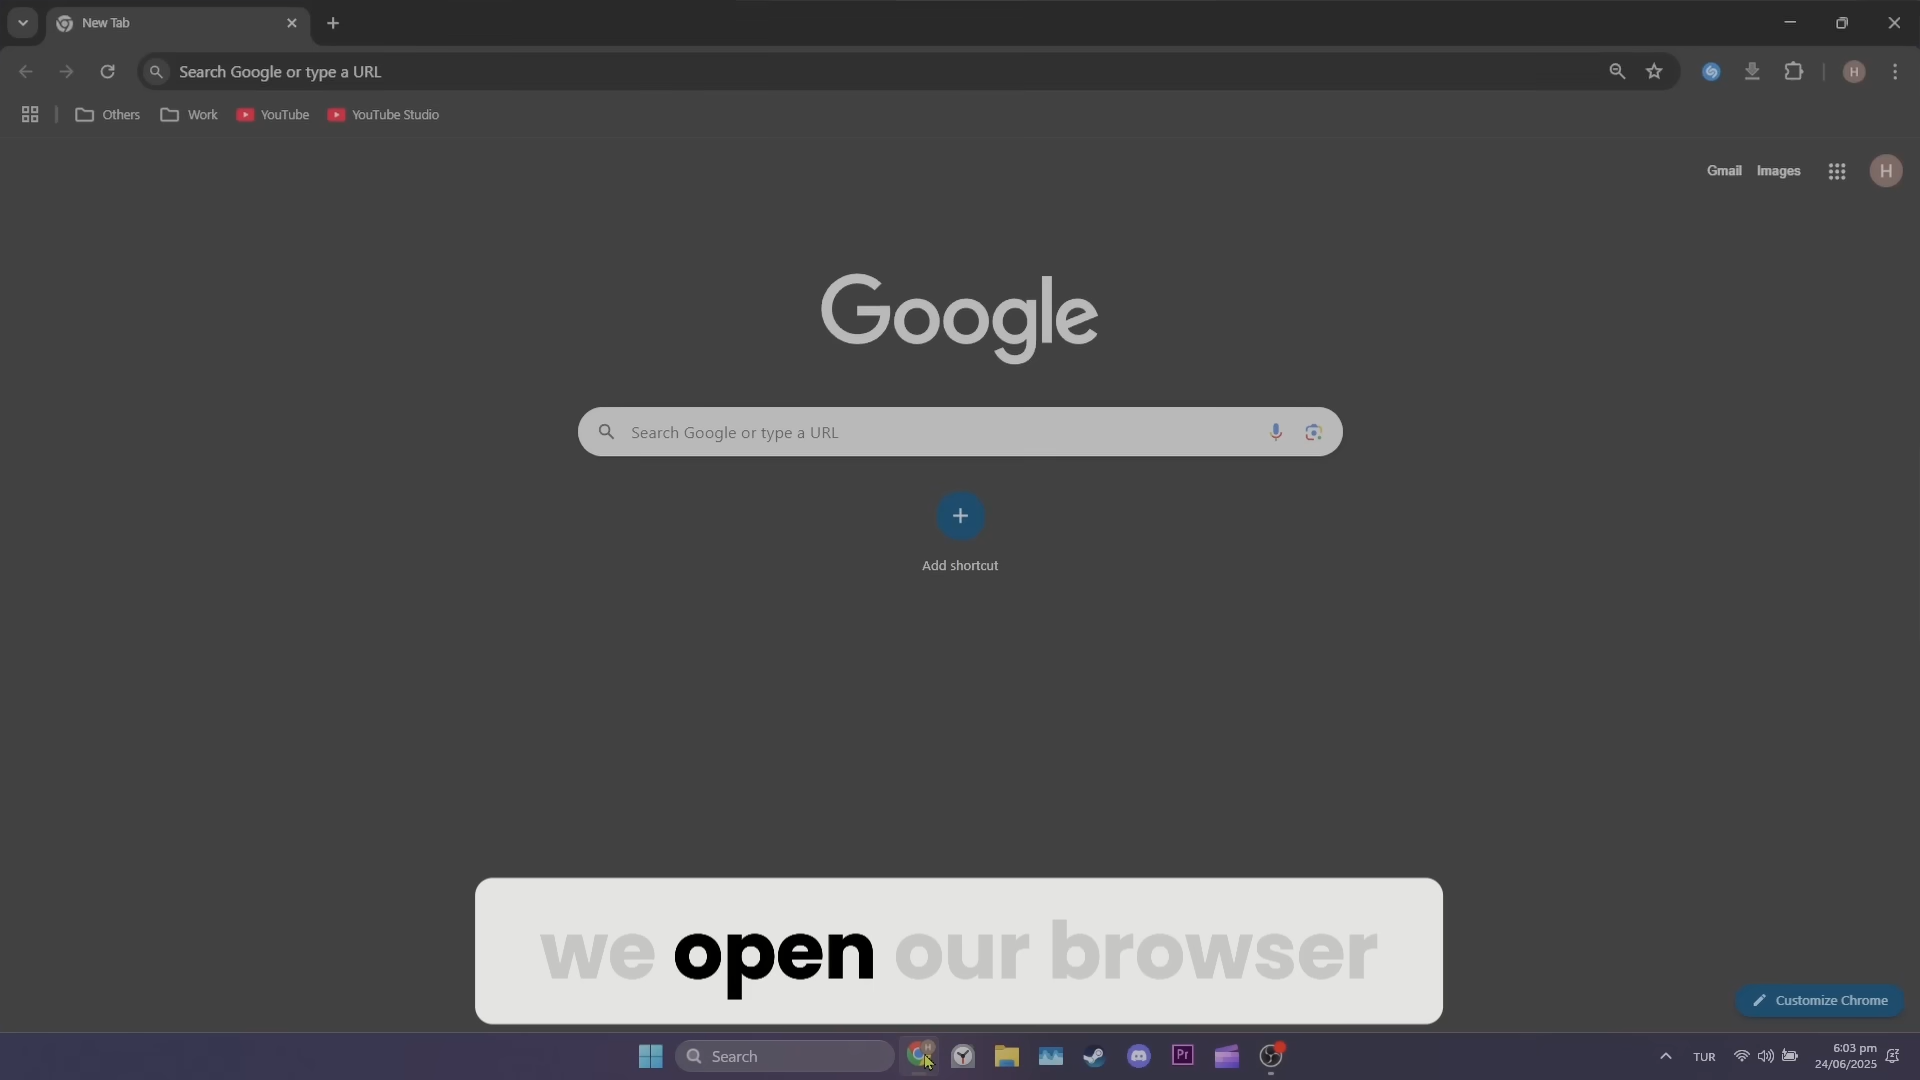 New Tab
Search Google or type a URL
H
Others
Work
YouTube
YouTube Studio
Gmail
Images
H
Google
Search Google or type a URL
Add shortcut
we open our browser
Customize Chrome
Search
H
Pr
TUR
6:03 pm
24/06/2025